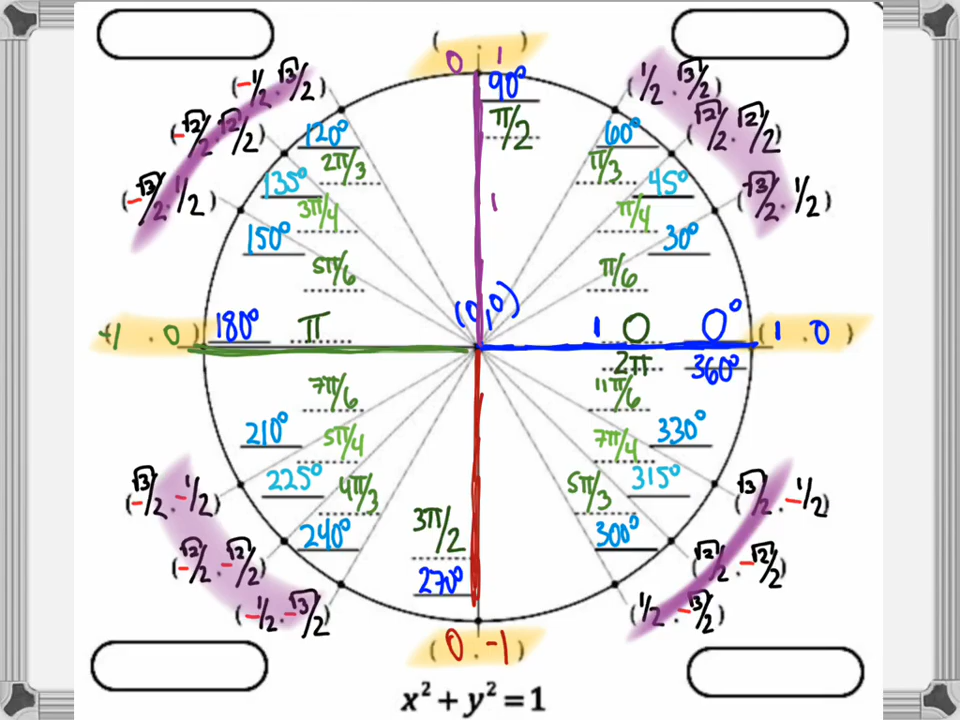 (0, 1)
90°
π/2
(-1/2, √3/2)
(-√2/2, √2/2)
(-√3/2, 1/2)
120°
2π/3
135°
3π/4
150°
5π/6
(1/2, √3/2)
(√2/2, √2/2)
(√3/2, 1/2)
60°
π/3
45°
π/4
30°
π/6
1
(0,0)
(-1, 0)
180°
π
1
0
0°
(1, 0)
2π
360°
7π/6
210°
5π/4
225°
4π/3
240°
(-√3/2, -1/2)
(-√2/2, -√2/2)
(-1/2, -√3/2)
3π/2
270°
(0, -1)
11π/6
330°
7π/4
315°
5π/3
300°
(√3/2, -1/2)
(√2/2, -√2/2)
(1/2, -√3/2)
x² + y² = 1